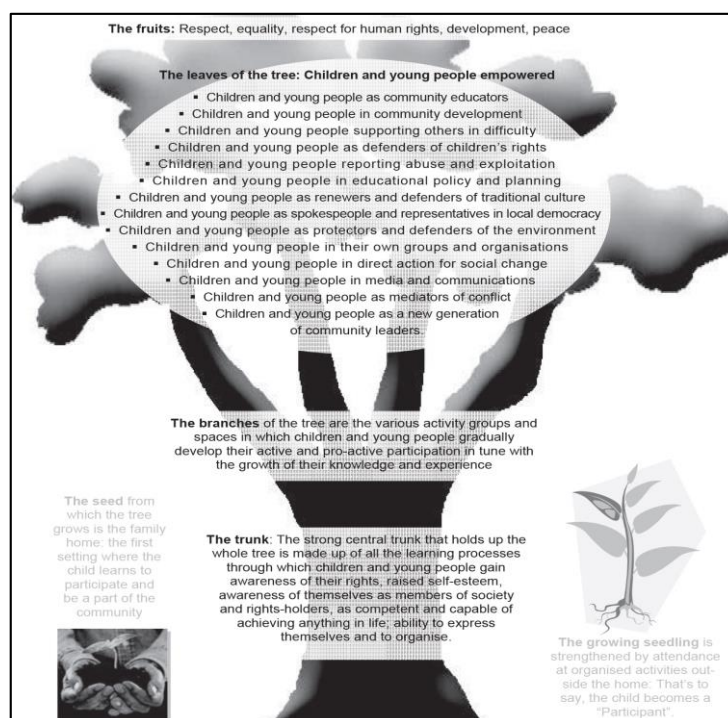 The fruits: Respect, equality, respect for human rights, development, peace
The leaves of the tree: Children and young people empowered
▪ Children and young people as community educators
▪ Children and young people in community development
▪ Children and young people supporting others in difficulty
▪ Children and young people as defenders of children's rights
▪ Children and young people reporting abuse and exploitation
▪ Children and young people in educational policy and planning
▪ Children and young people as renewers and defenders of traditional culture
▪ Children and young people as spokespeople and representatives in local democracy
▪ Children and young people as protectors and defenders of the environment
▪ Children and young people in their own groups and organisations
▪ Children and young people in direct action for social change
▪ Children and young people in media and communications
▪ Children and young people as mediators of conflict
▪ Children and young people as a new generation
of community leaders.
The branches of the tree are the various activity groups and
spaces in which children and young people gradually
develop their active and pro-active participation in tune with
the growth of their knowledge and experience
The seed from
which the tree
grows is the family
home: the first
setting where the
child learns to
participate and
be a part of the
community
The trunk: The strong central trunk that holds up the
whole tree is made up of all the learning processes
through which children and young people gain
awareness of their rights, raised self-esteem,
awareness of themselves as members of society
and rights-holders, as competent and capable of
achieving anything in life; ability to express
themselves and to organise.
The growing seedling is
strengthened by attendance
at organised activities out-
side the home: That's to
say, the child becomes a
"Participant".